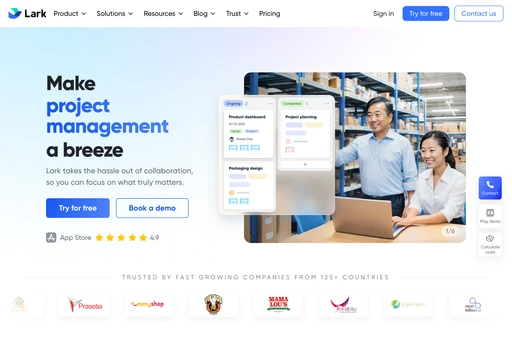 Lark
Product
Solutions
Resources
Blog
Trust
Pricing
Sign in
Try for free
Contact us
Make
project
management
a breeze
Lark takes the hassle out of collaboration,
so you can focus on what truly matters.
Try for free
Book a demo
App Store
4.9
Ongoing 2
Product dashboard
Design
Completed 1
Project planning
Packaging design
1/6
Contact
Play demo
Calculate
costs
TRUSTED BY FAST GROWING COMPANIES FROM 125+ COUNTRIES
Praseta
Yummyshop
MAMA
LOU'S